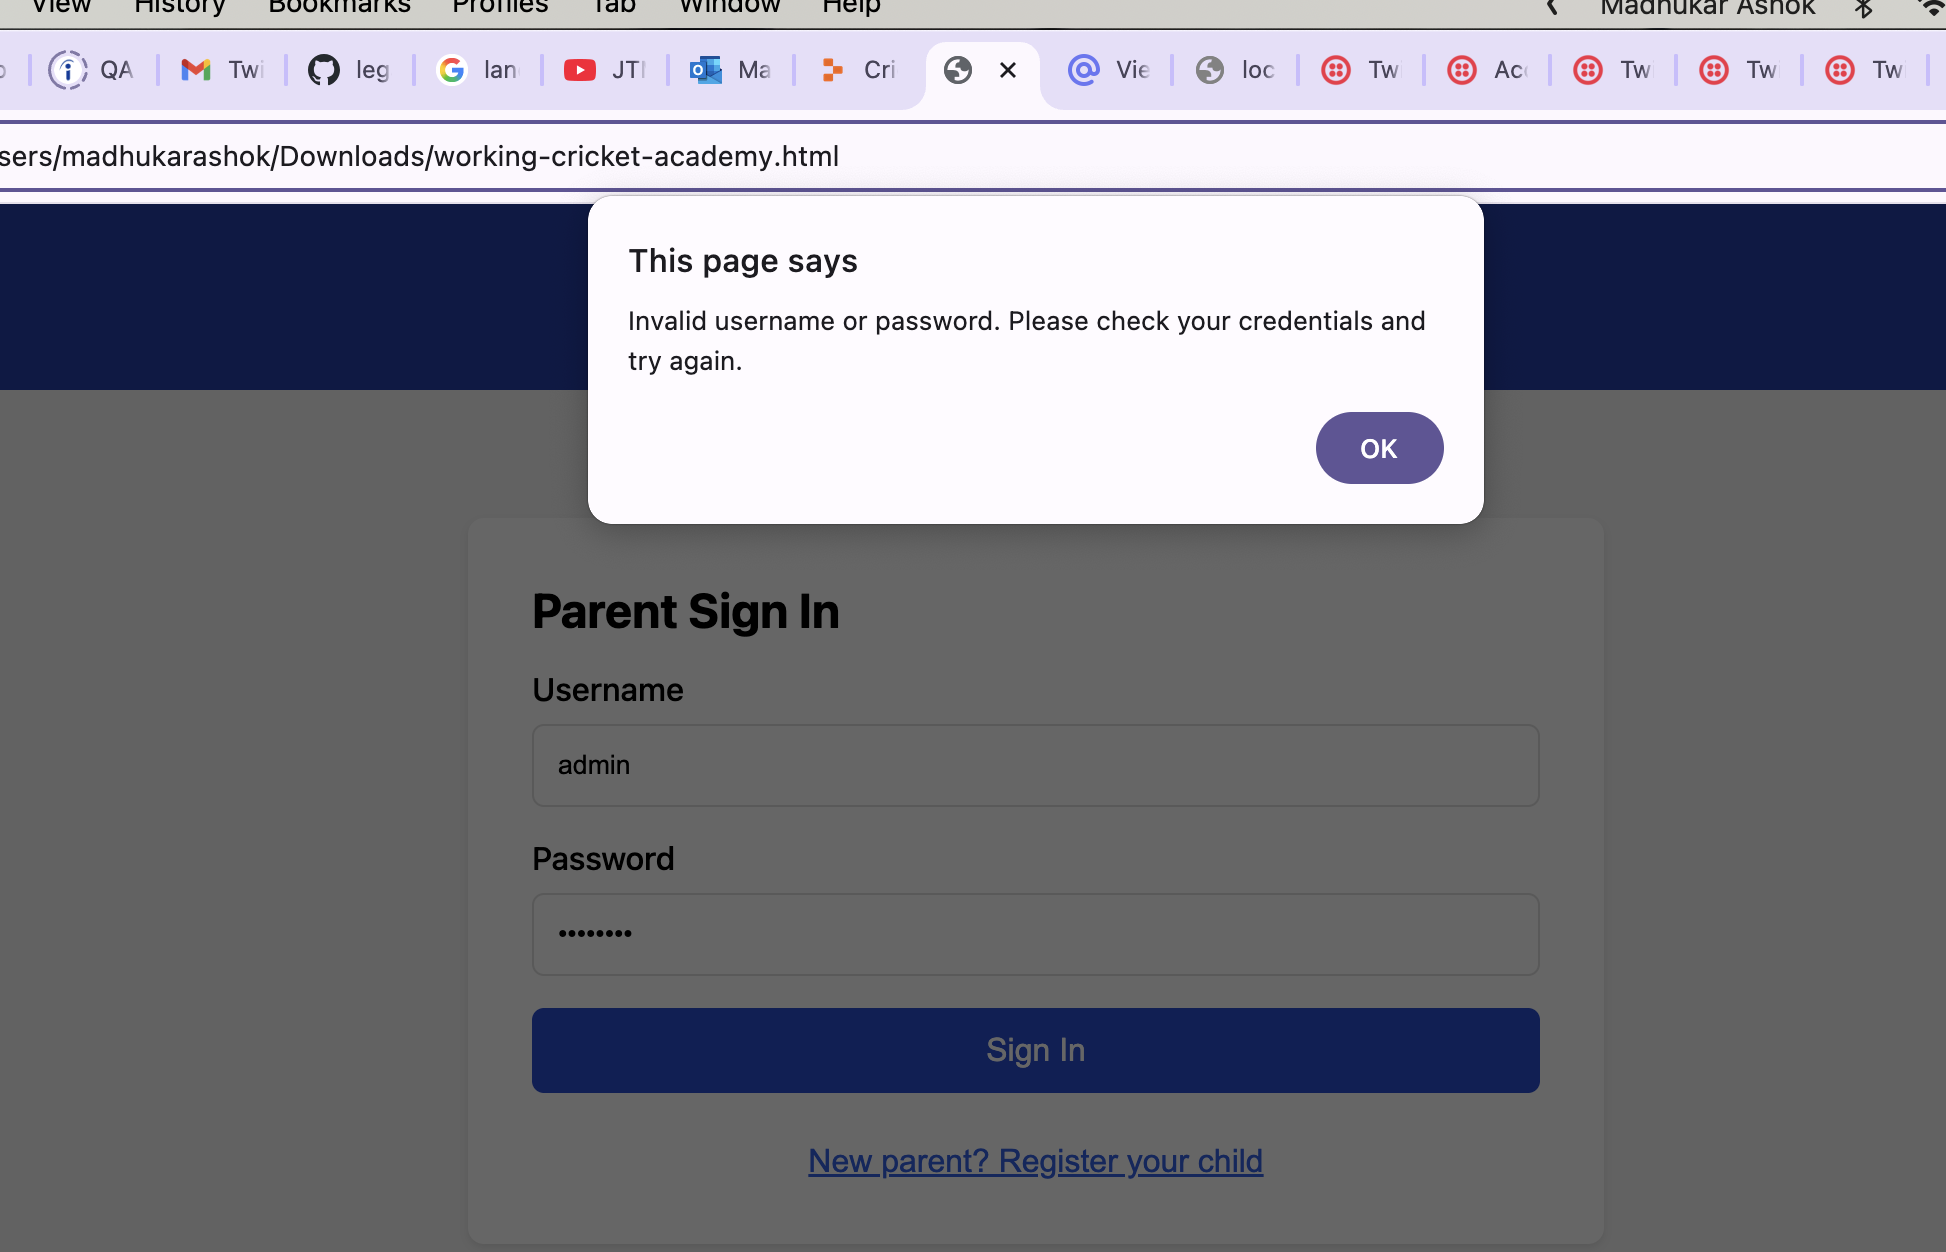 View History Bookmarks Profiles Tab Window Help Madhukar Ashok
QA Twi leg lan JT Ma Cri Vie loc Tw Acc Tw Tw Tw
sers/madhukarashok/Downloads/working-cricket-academy.html
This page says
Invalid username or password. Please check your credentials and
try again.
OK
Parent Sign In
Username
admin
Password
••••••••
Sign In
New parent? Register your child